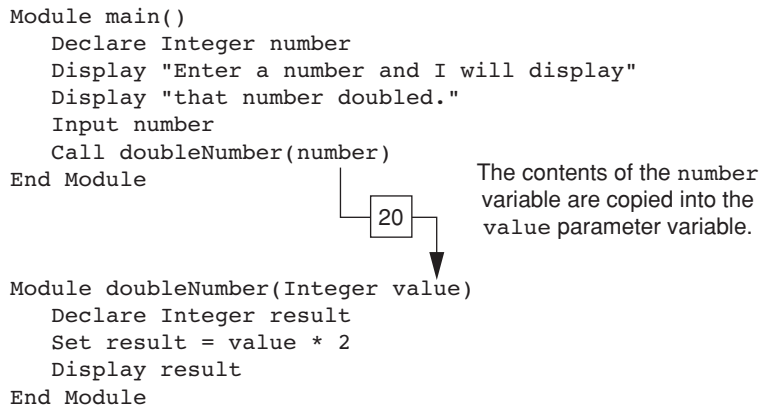 Module main()
Declare Integer number
Display "Enter a number and I will display"
Display "that number doubled."
Input number
Call doubleNumber(number)
End Module
The contents of the number
variable are copied into the
value parameter variable.
20
Module doubleNumber(Integer value)
Declare Integer result
Set result = value * 2
Display result
End Module